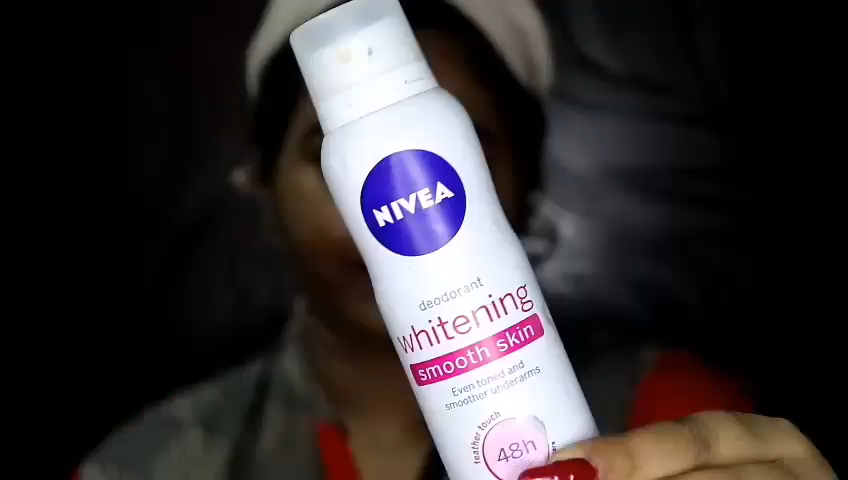 NIVEA
deodorant
whitening
smooth skin
Even toned and
smoother underarms
feather touch
48h